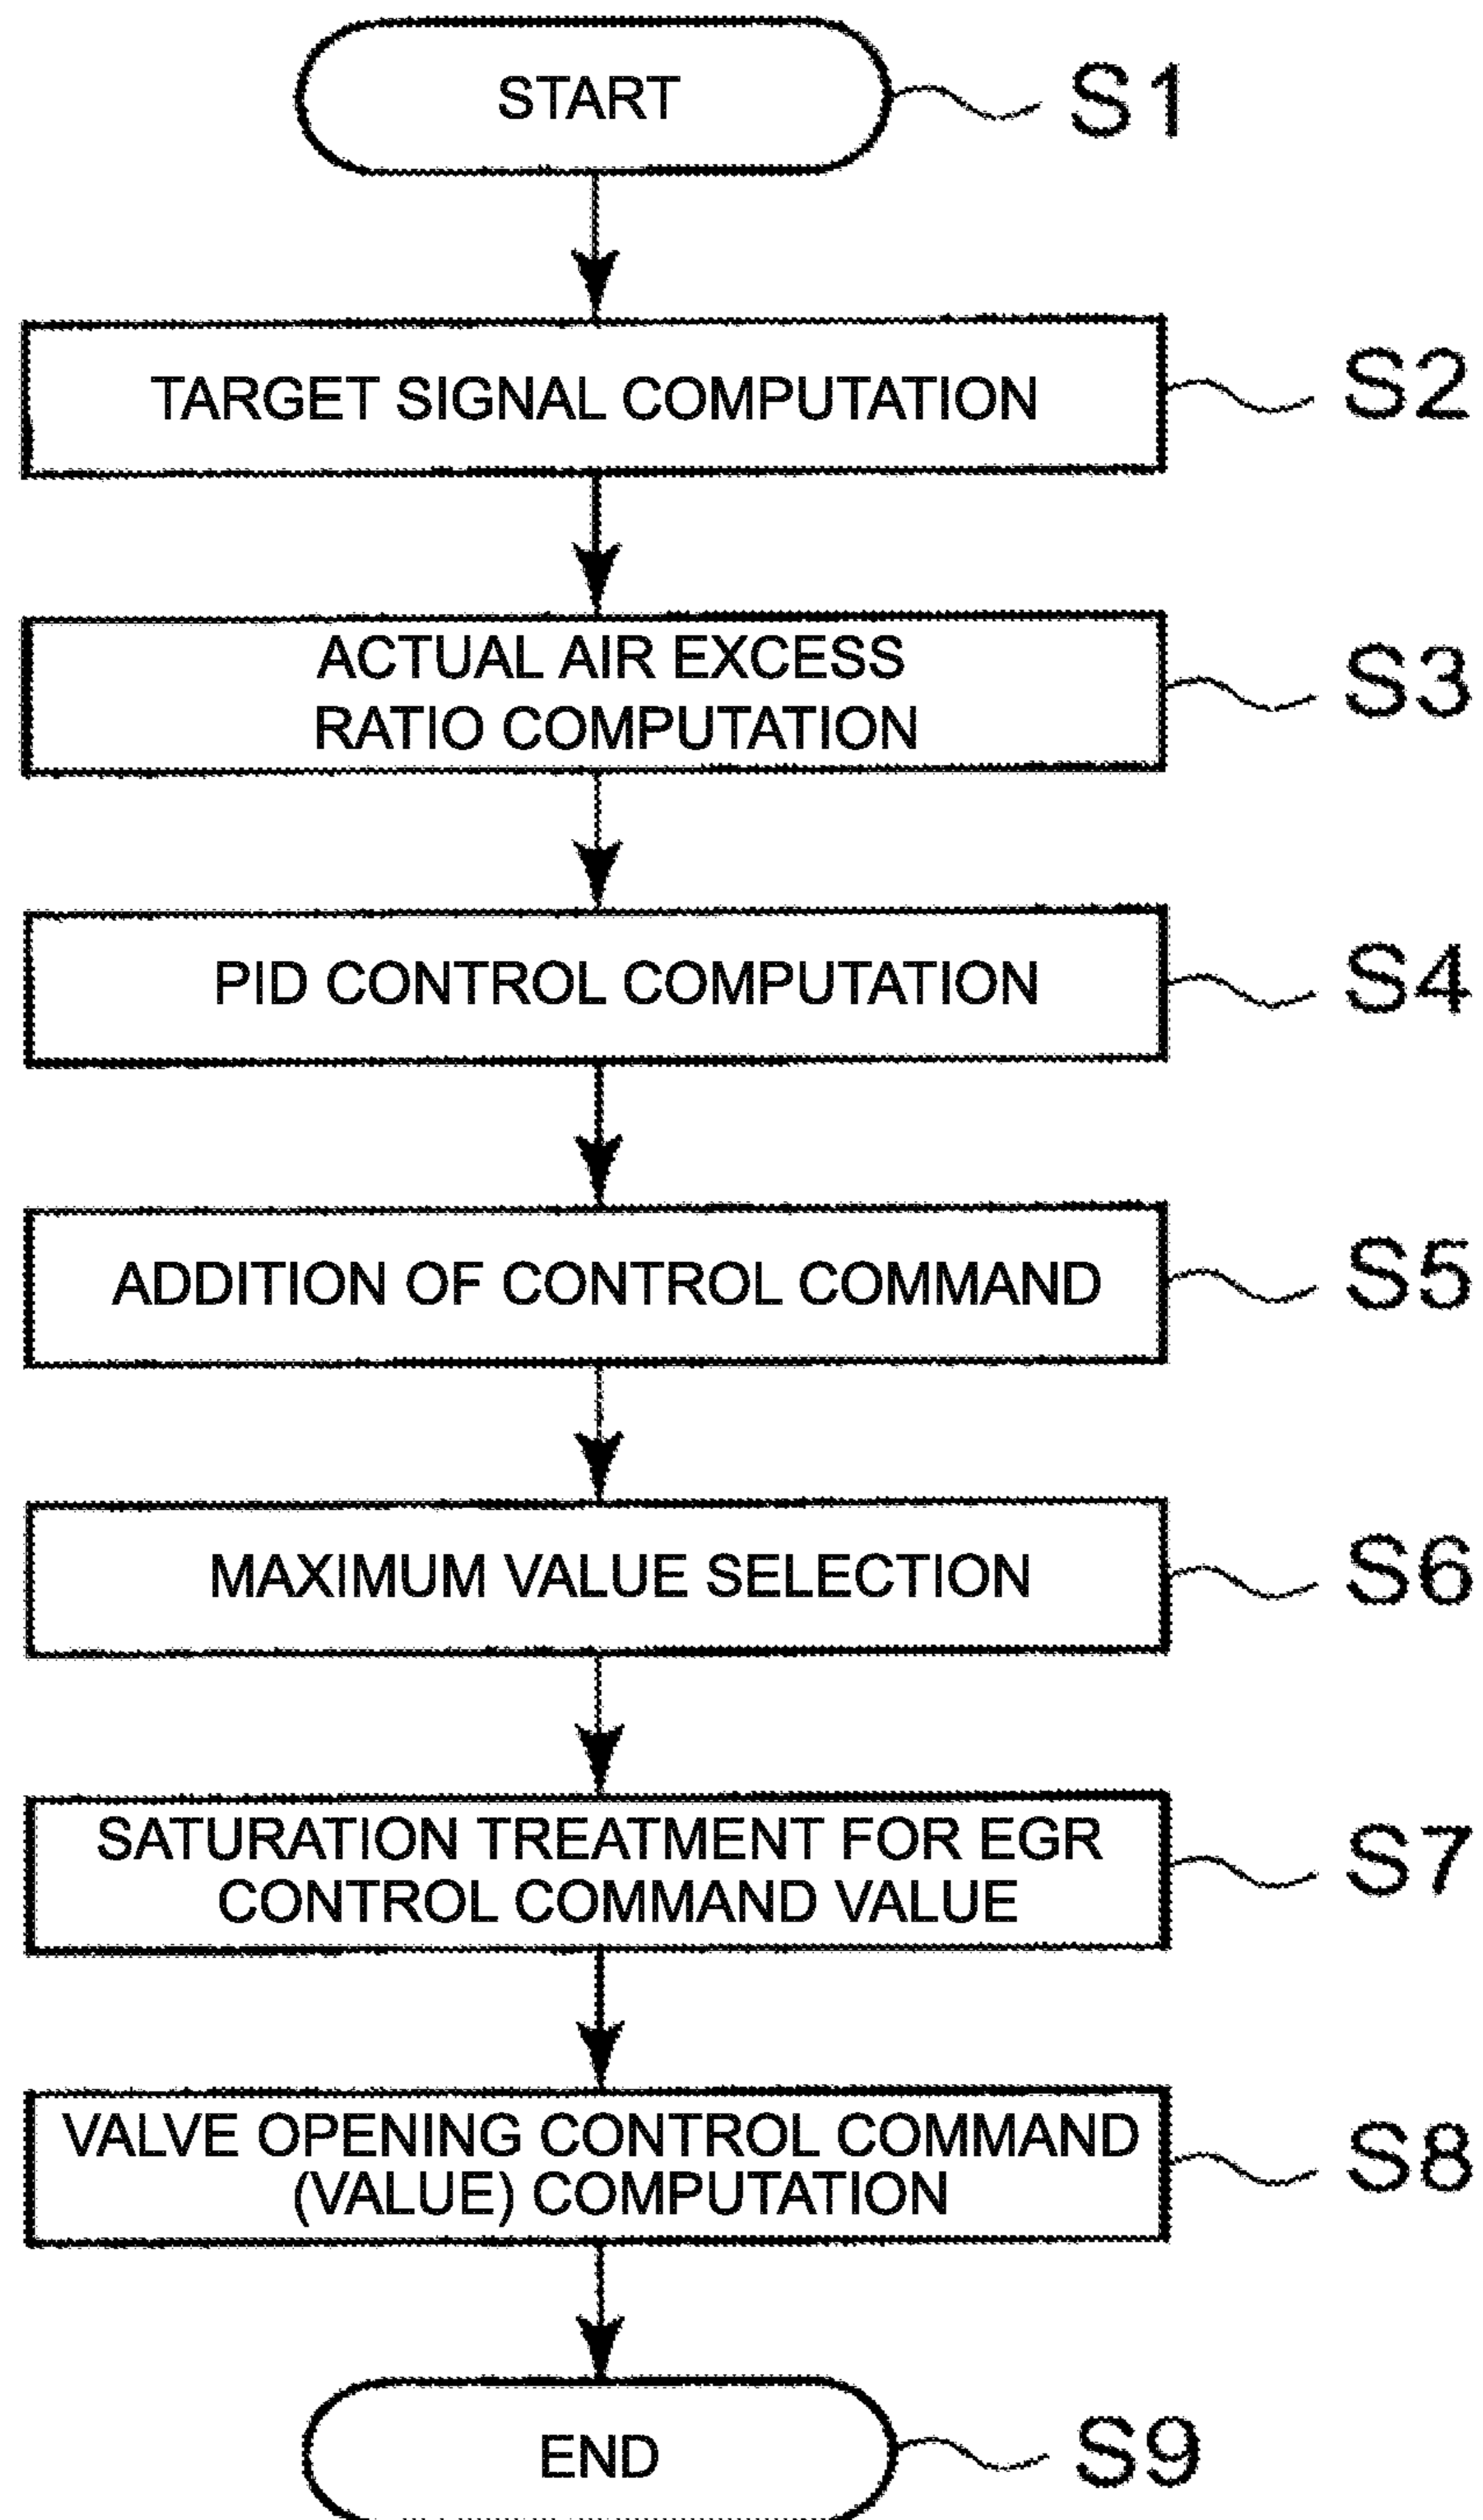 START
S1
TARGET SIGNAL COMPUTATION
S2
ACTUAL AIR EXCESS
RATIO COMPUTATION
S3
PID CONTROL COMPUTATION
S4
ADDITION OF CONTROL COMMAND
S5
MAXIMUM VALUE SELECTION
S6
SATURATION TREATMENT FOR EGR
CONTROL COMMAND VALUE
S7
VALVE OPENING CONTROL COMMAND
(VALUE) COMPUTATION
S8
END
S9